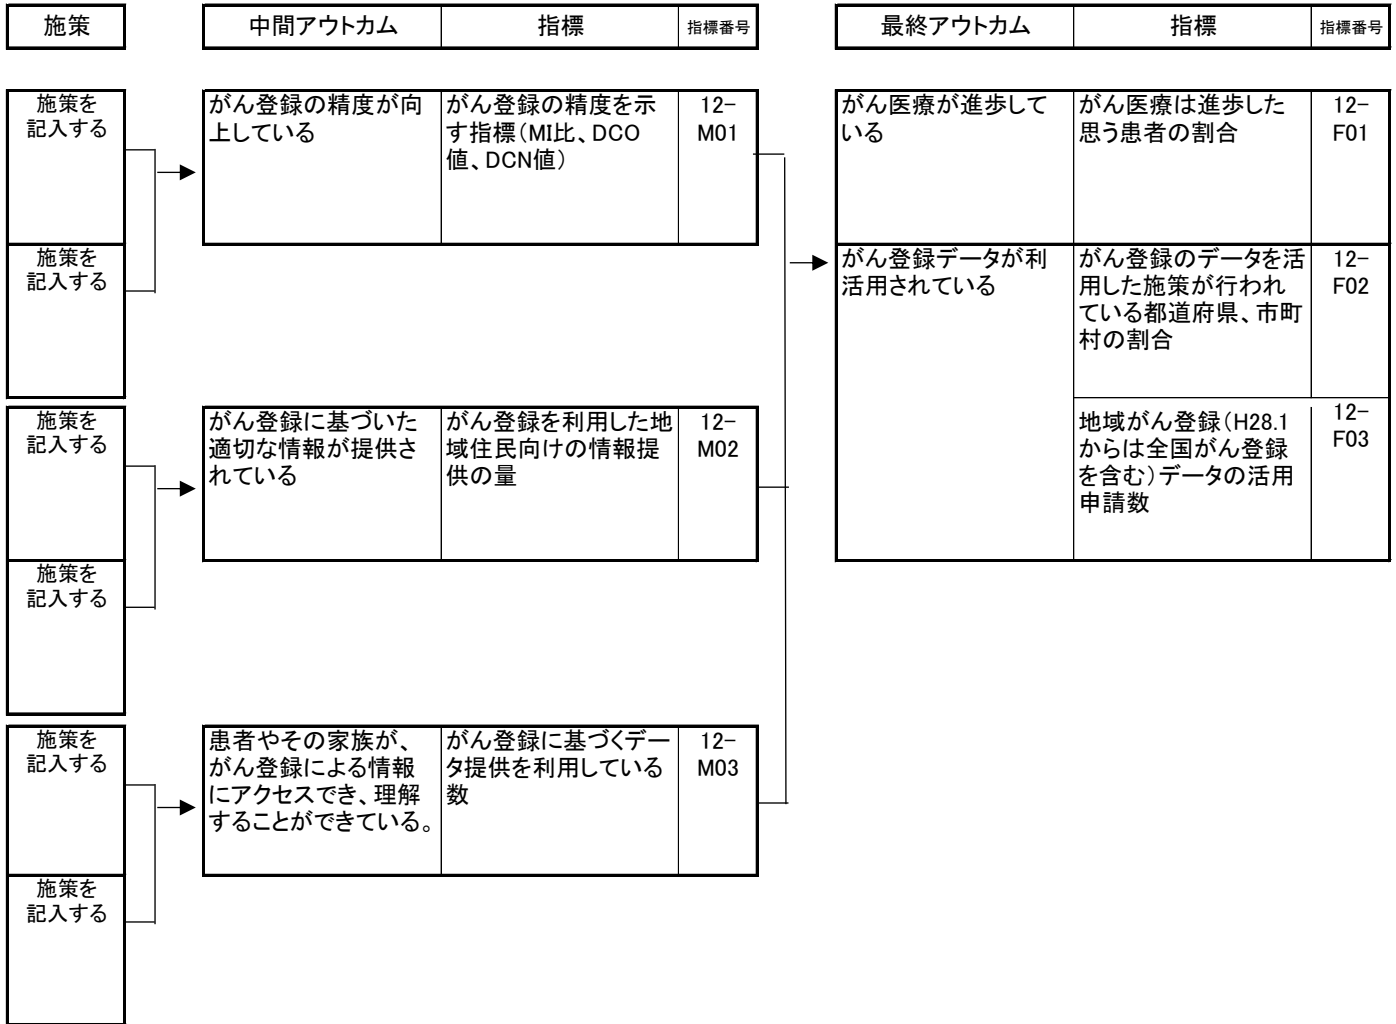 施策
中間アウトカム
指標
指標番号
最終アウトカム
指標
指標番号
施策を
記入する
がん登録の精度が向
上している
がん登録の精度を示
す指標（MI比、DCO
値、DCN値）
12-
M01
がん医療が進歩して
いる
がん医療は進歩した
思う患者の割合
12-
F01
施策を
記入する
がん登録データが利
活用されている
がん登録のデータを活
用した施策が行われ
ている都道府県、市町
村の割合
12-
F02
施策を
記入する
がん登録に基づいた
適切な情報が提供さ
れている
がん登録を利用した地
域住民向けの情報提
供の量
12-
M02
地域がん登録（H28.1
からは全国がん登録
を含む）データの活用
申請数
12-
F03
施策を
記入する
施策を
記入する
患者やその家族が、
がん登録による情報
にアクセスでき、理解
することができている。
がん登録に基づくデー
タ提供を利用している
数
12-
M03
施策を
記入する